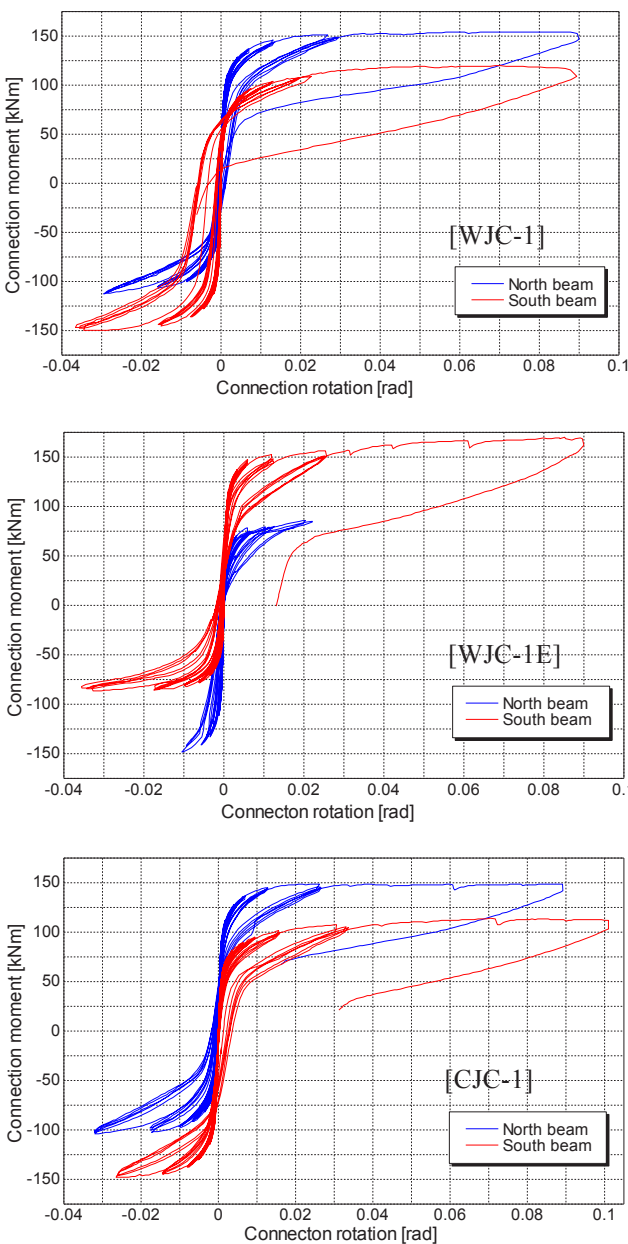 150
100
50
0
-50
-100
-150
Connection moment [kNm]
[WJC-1]
North beam
South beam
-0.04 -0.02 0 0.02 0.04 0.06 0.08 0.1
Connection rotation [rad]
150
100
50
0
-50
-100
-150
Connection moment [kNm]
[WJC-1E]
North beam
South beam
-0.04 -0.02 0 0.02 0.04 0.06 0.08 0.1
Connecton rotation [rad]
150
100
50
0
-50
-100
-150
Connection moment [kNm]
[CJC-1]
North beam
South beam
-0.04 -0.02 0 0.02 0.04 0.06 0.08 0.1
Connecton rotation [rad]